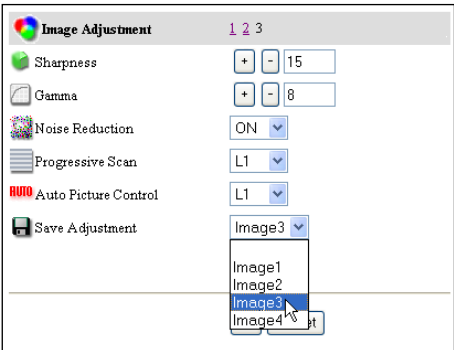 Image Adjustment 1 2 3
Sharpness + - 15
Gamma + - 8
Noise Reduction ON
Progressive Scan L1
AUTO Auto Picture Control L1
Save Adjustment Image3
Image1
Image2
Image3
Image4